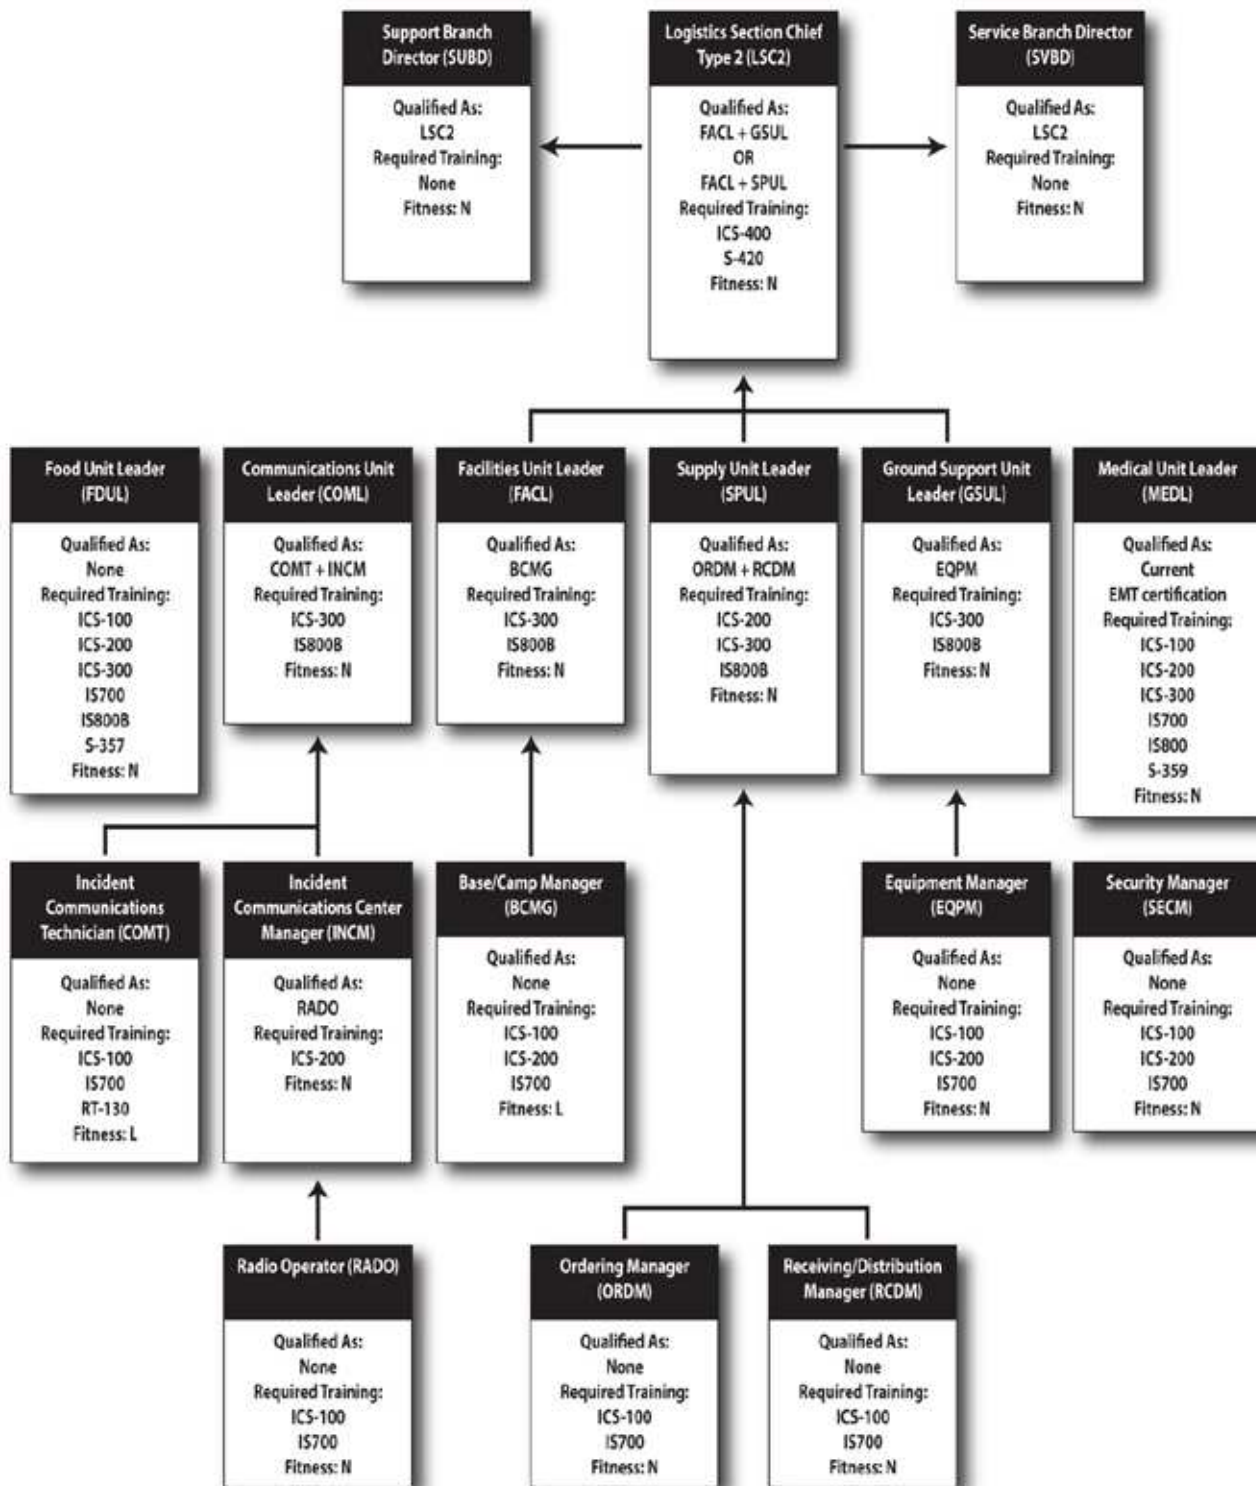 Support Branch
Director (SUBD)
Qualified As:
LSC2
Required Training:
None
Fitness: N
Logistics Section Chief
Type 2 (LSC2)
Qualified As:
FACL + GSUL
OR
FACL + SPUL
Required Training:
ICS-400
S-420
Fitness: N
Service Branch Director
(SVBD)
Qualified As:
LSC2
Required Training:
None
Fitness: N
Food Unit Leader
(FDUL)
Qualified As:
None
Required Training:
ICS-100
ICS-200
ICS-300
IS700
IS800B
S-357
Fitness: N
Communications Unit
Leader (COML)
Qualified As:
COMT + INCM
Required Training:
ICS-300
IS800B
Fitness: N
Facilities Unit Leader
(FACL)
Qualified As:
BCMG
Required Training:
ICS-300
IS800B
Fitness: N
Supply Unit Leader
(SPUL)
Qualified As:
ORDM + RCDM
Required Training:
ICS-200
ICS-300
IS800B
Fitness: N
Ground Support Unit
Leader (GSUL)
Qualified As:
EQPM
Required Training:
ICS-300
IS800B
Fitness: N
Medical Unit Leader
(MEDL)
Qualified As:
Current
EMT certification
Required Training:
ICS-100
ICS-200
ICS-300
IS700
IS800
S-359
Fitness: N
Incident
Communications
Technician (COMT)
Qualified As:
None
Required Training:
ICS-100
IS700
RT-130
Fitness: L
Incident
Communications Center
Manager (INCM)
Qualified As:
RADO
Required Training:
ICS-200
Fitness: N
Base/Camp Manager
(BCMG)
Qualified As:
None
Required Training:
ICS-100
ICS-200
IS700
Fitness: L
Equipment Manager
(EQPM)
Qualified As:
None
Required Training:
ICS-100
ICS-200
IS700
Fitness: N
Security Manager
(SECM)
Qualified As:
None
Required Training:
ICS-100
ICS-200
IS700
Fitness: N
Radio Operator (RADO)
Qualified As:
None
Required Training:
ICS-100
IS700
Fitness: N
Ordering Manager
(ORDM)
Qualified As:
None
Required Training:
ICS-100
IS700
Fitness: N
Receiving/Distribution
Manager (RCDM)
Qualified As:
None
Required Training:
ICS-100
IS700
Fitness: N